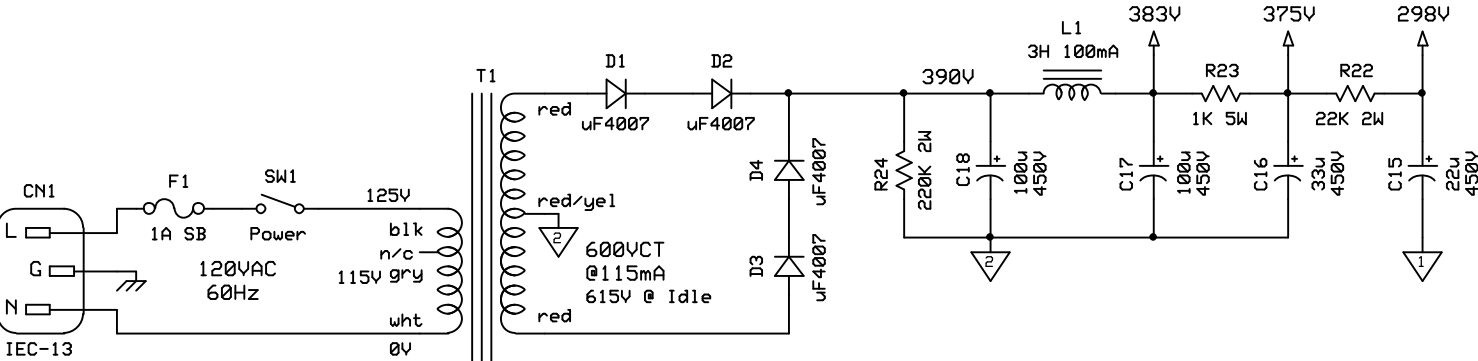 383V
375V
298V
L1
3H 100mA
D1
D2
T1
390V
R23
R22
red
uF4007
uF4007
1K 5W
22K 2W
D4
uF4007
R24
220K 2W
C18
100u
450V
C17
100u
450V
C16
33u
450V
C15
22u
450V
CN1
F1
SW1
125V
red/yel
L
1A SB
Power
blk
2
600VCT
n/c
G
120VAC
115V gry
@115mA
D3
uF4007
2
1
60Hz
615V @ Idle
N
wht
red
IEC-13
0V